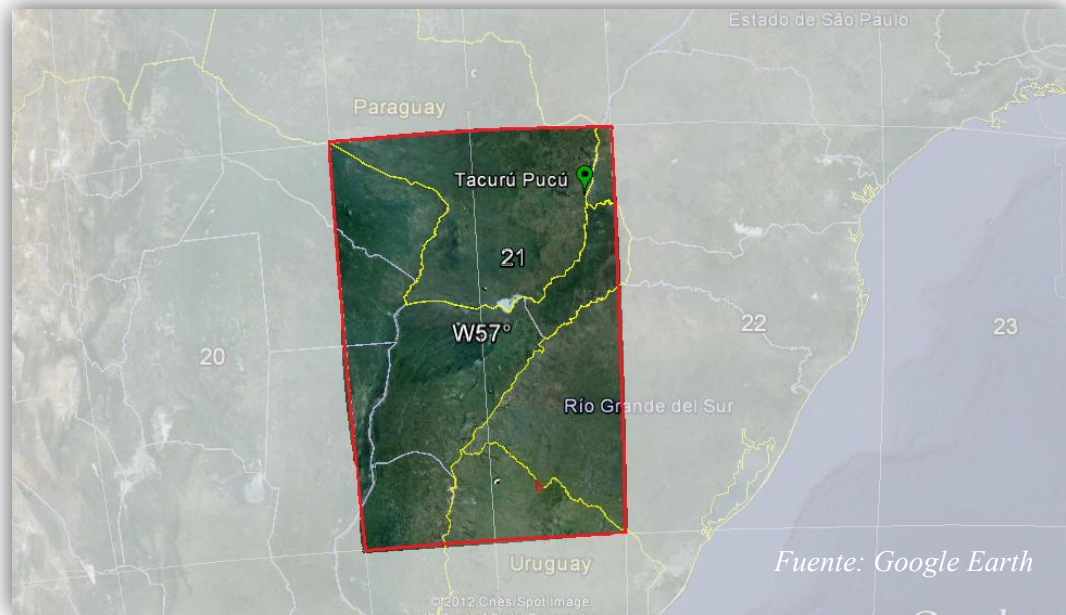 Estado de São Paulo
Paraguay
Tacurú Pucú
21
W57°
20
22
23
Río Grande del Sur
Uruguay
Fuente: Google Earth
© 2012 Cnes/Spot Image